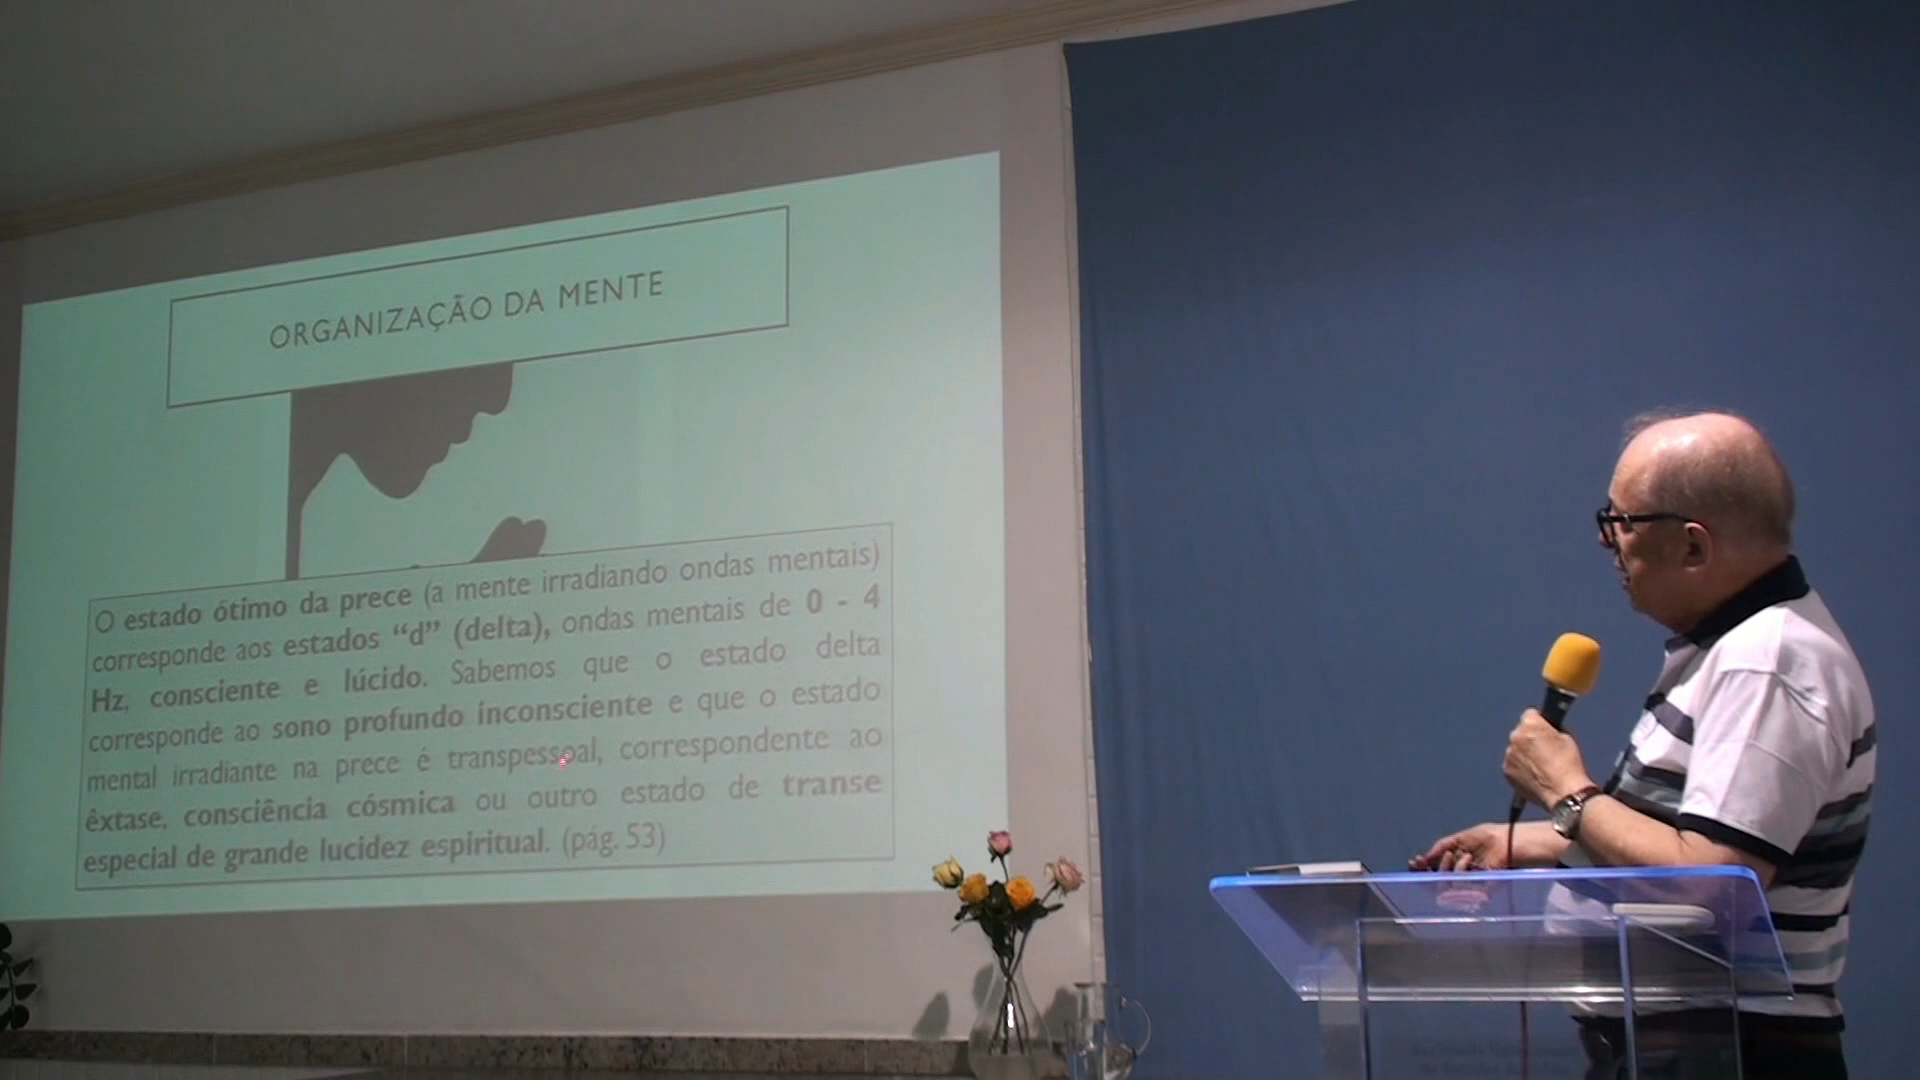 ORGANIZAÇÃO DA MENTE
O estado ótimo da prece (a mente irradiando ondas mentais)
corresponde aos estados “d” (delta), ondas mentais de 0 - 4
Hz, consciente e lúcido. Sabemos que o estado delta
corresponde ao sono profundo inconsciente e que o estado
mental irradiante na prece é transpessoal, correspondente ao
êxtase, consciência cósmica ou outro estado de transe
especial de grande lucidez espiritual. (pág. 53)